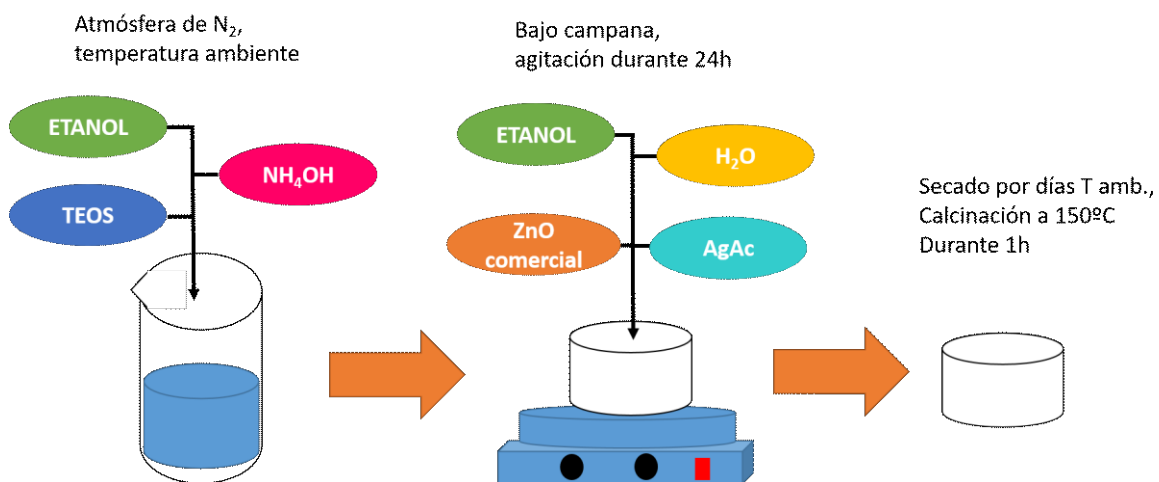 Atmósfera de N₂,
temperatura ambiente
ETANOL
NH₄OH
TEOS
Bajo campana,
agitación durante 24h
ETANOL
H₂O
ZnO
comercial
AgAc
Secado por días T amb.,
Calcinación a 150ºC
Durante 1h